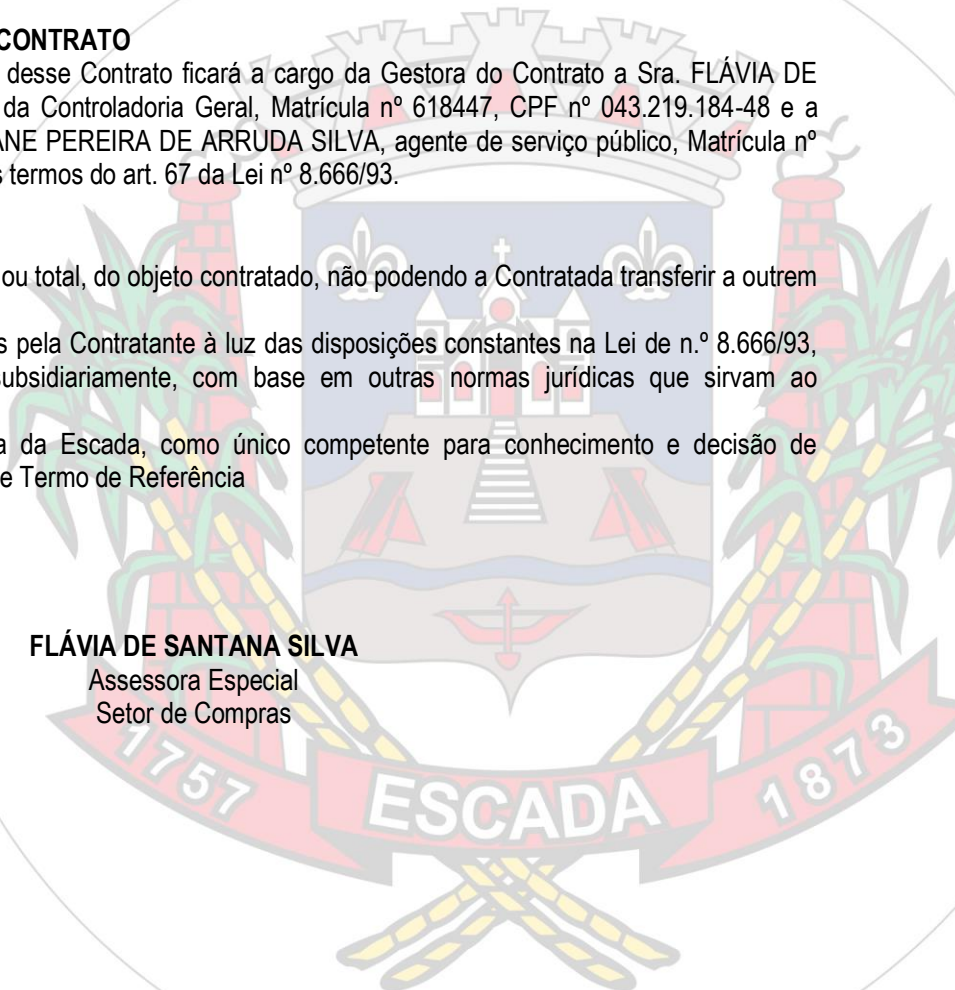 CONTRATO
desse Contrato ficará a cargo da Gestora do Contrato a Sra. FLÁVIA DE
da Controladoria Geral, Matrícula nº 618447, CPF nº 043.219.184-48 e a
ANE PEREIRA DE ARRUDA SILVA, agente de serviço público, Matrícula nº
s termos do art. 67 da Lei nº 8.666/93.
ou total, do objeto contratado, não podendo a Contratada transferir a outrem
s pela Contratante à luz das disposições constantes na Lei de n.º 8.666/93,
subsidiariamente, com base em outras normas jurídicas que sirvam ao
a da Escada, como único competente para conhecimento e decisão de
e Termo de Referência
FLÁVIA DE SANTANA SILVA
Assessora Especial
Setor de Compras
1757 ESCADA 1873